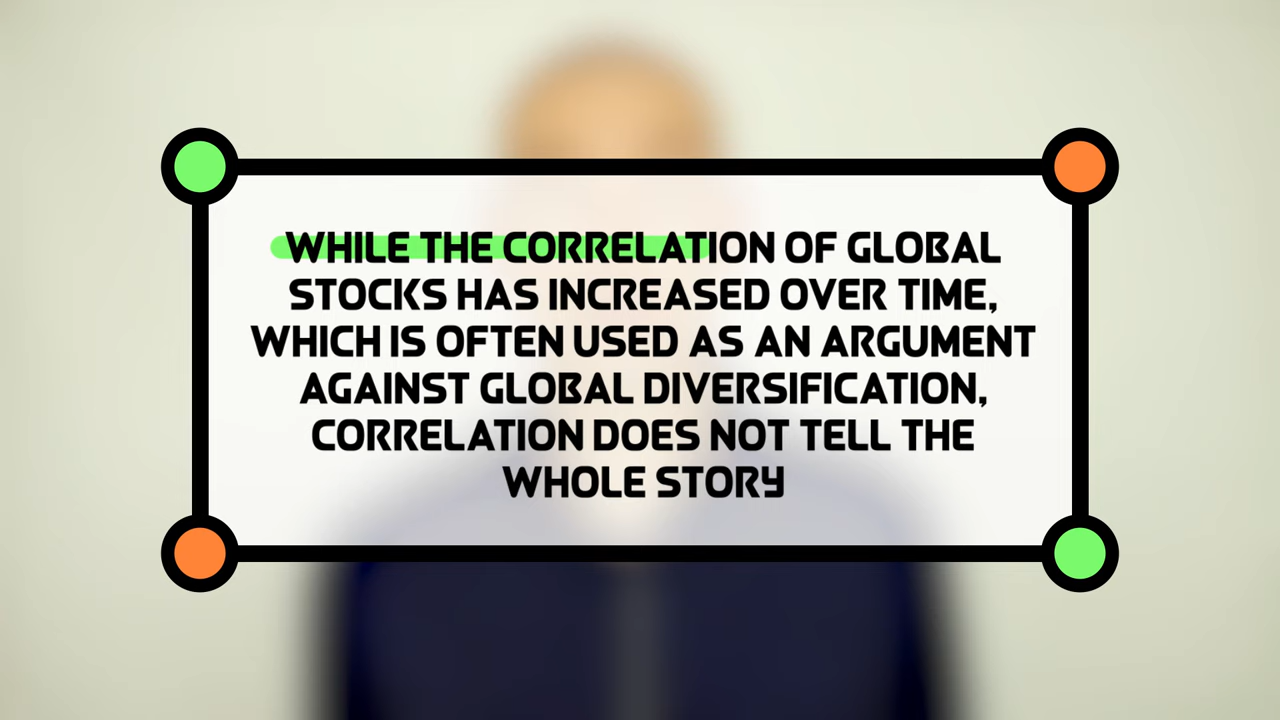 WHILE THE CORRELATION OF GLOBAL
STOCKS HAS INCREASED OVER TIME,
WHICH IS OFTEN USED AS AN ARGUMENT
AGAINST GLOBAL DIVERSIFICATION,
CORRELATION DOES NOT TELL THE
WHOLE STORY